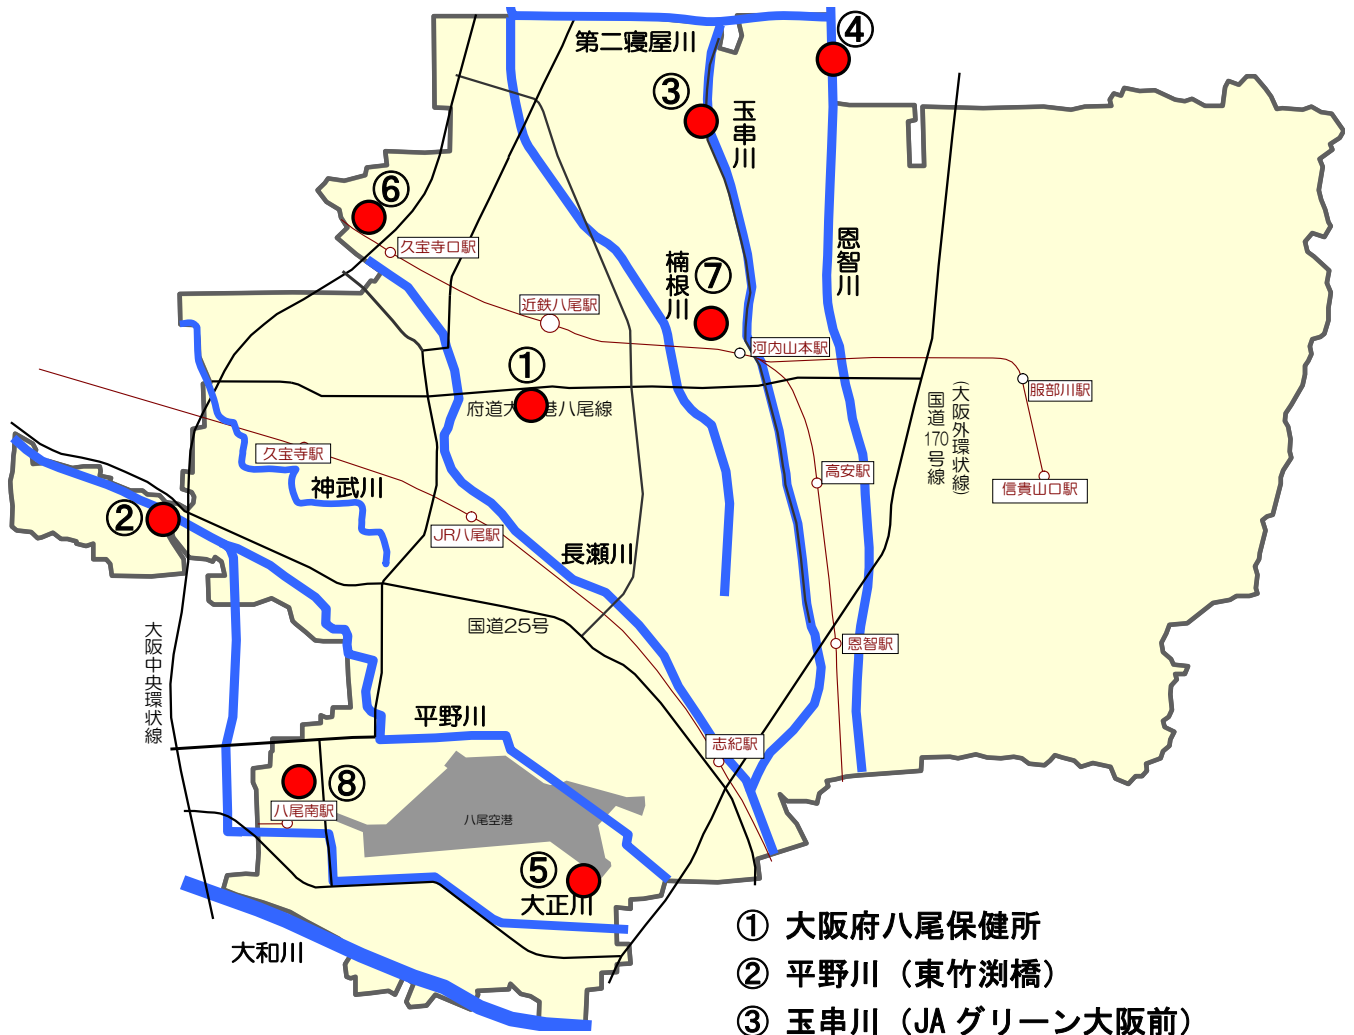 ④
第二寝屋川
③
玉串川
⑥
久宝寺口駅
恩智川
楠根川
⑦
近鉄八尾駅
河内山本駅
①
服部川駅
府道大 港八尾線
国道170号線
(大阪外環状線)
久宝寺駅
高安駅
神武川
信貴山口駅
②
JR八尾駅
長瀬川
国道25号
大阪中央環状線
恩智駅
平野川
志紀駅
⑧
八尾南駅
八尾空港
⑤
大正川
大和川
① 大阪府八尾保健所
② 平野川（東竹渕橋）
③ 玉串川（JAグリーン大阪前）